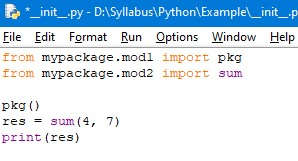 *__init__.py - D:\Syllabus\Python\Example\__init__.p
File Edit Format Run Options Window Help
from mypackage.mod1 import pkg
from mypackage.mod2 import sum
pkg()
res = sum(4, 7)
print(res)